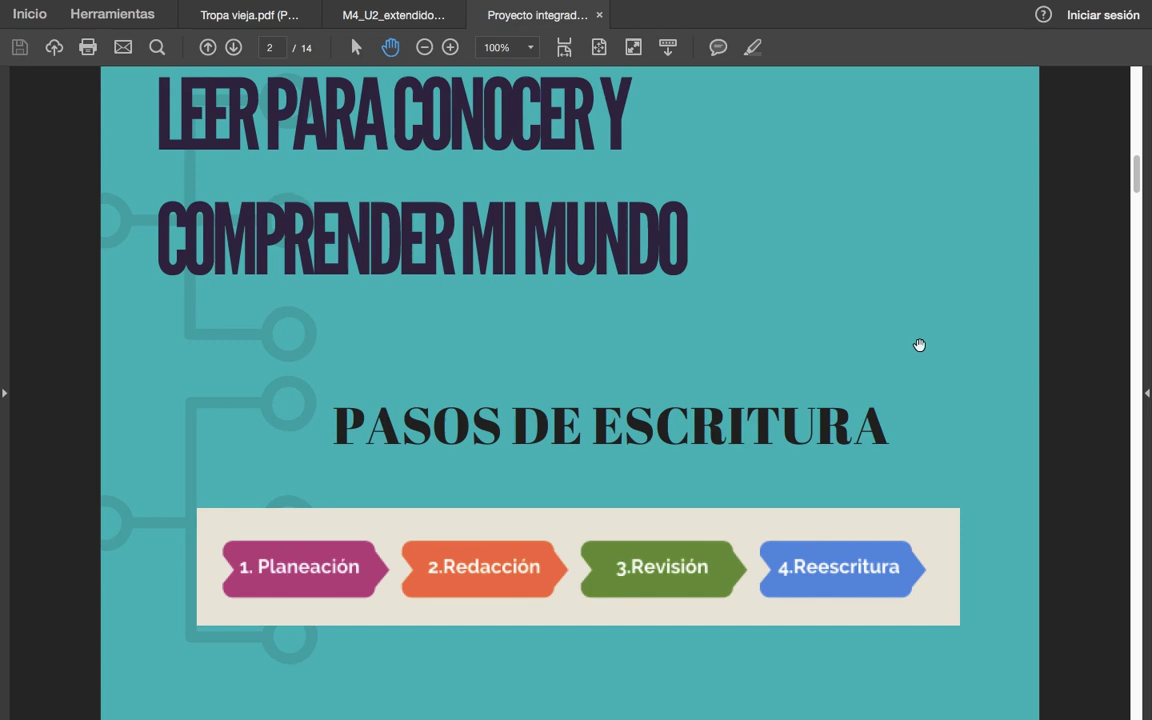 Inicio Herramientas Tropa vieja.pdf (P... M4_U2_extendido... Proyecto integrad... × ? Iniciar sesión
2 / 14 100%
LEER PARA CONOCER Y
COMPRENDER MI MUNDO
PASOS DE ESCRITURA
1. Planeación 2.Redacción 3.Revisión 4.Reescritura